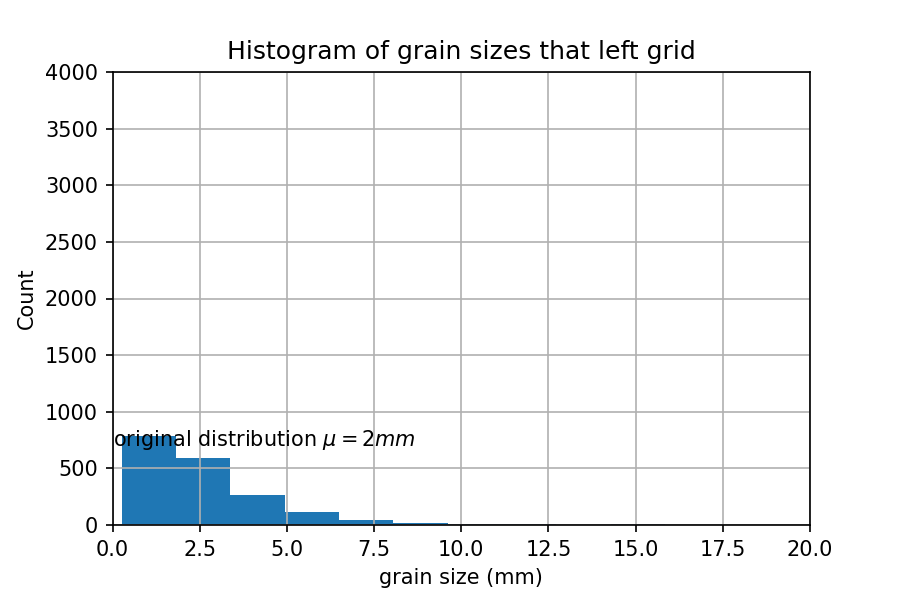 Histogram of grain sizes that left grid
4000
3500
3000
2500
2000
1500
1000
500
0
Count
original distribution μ = 2mm
0.0 2.5 5.0 7.5 10.0 12.5 15.0 17.5 20.0
grain size (mm)